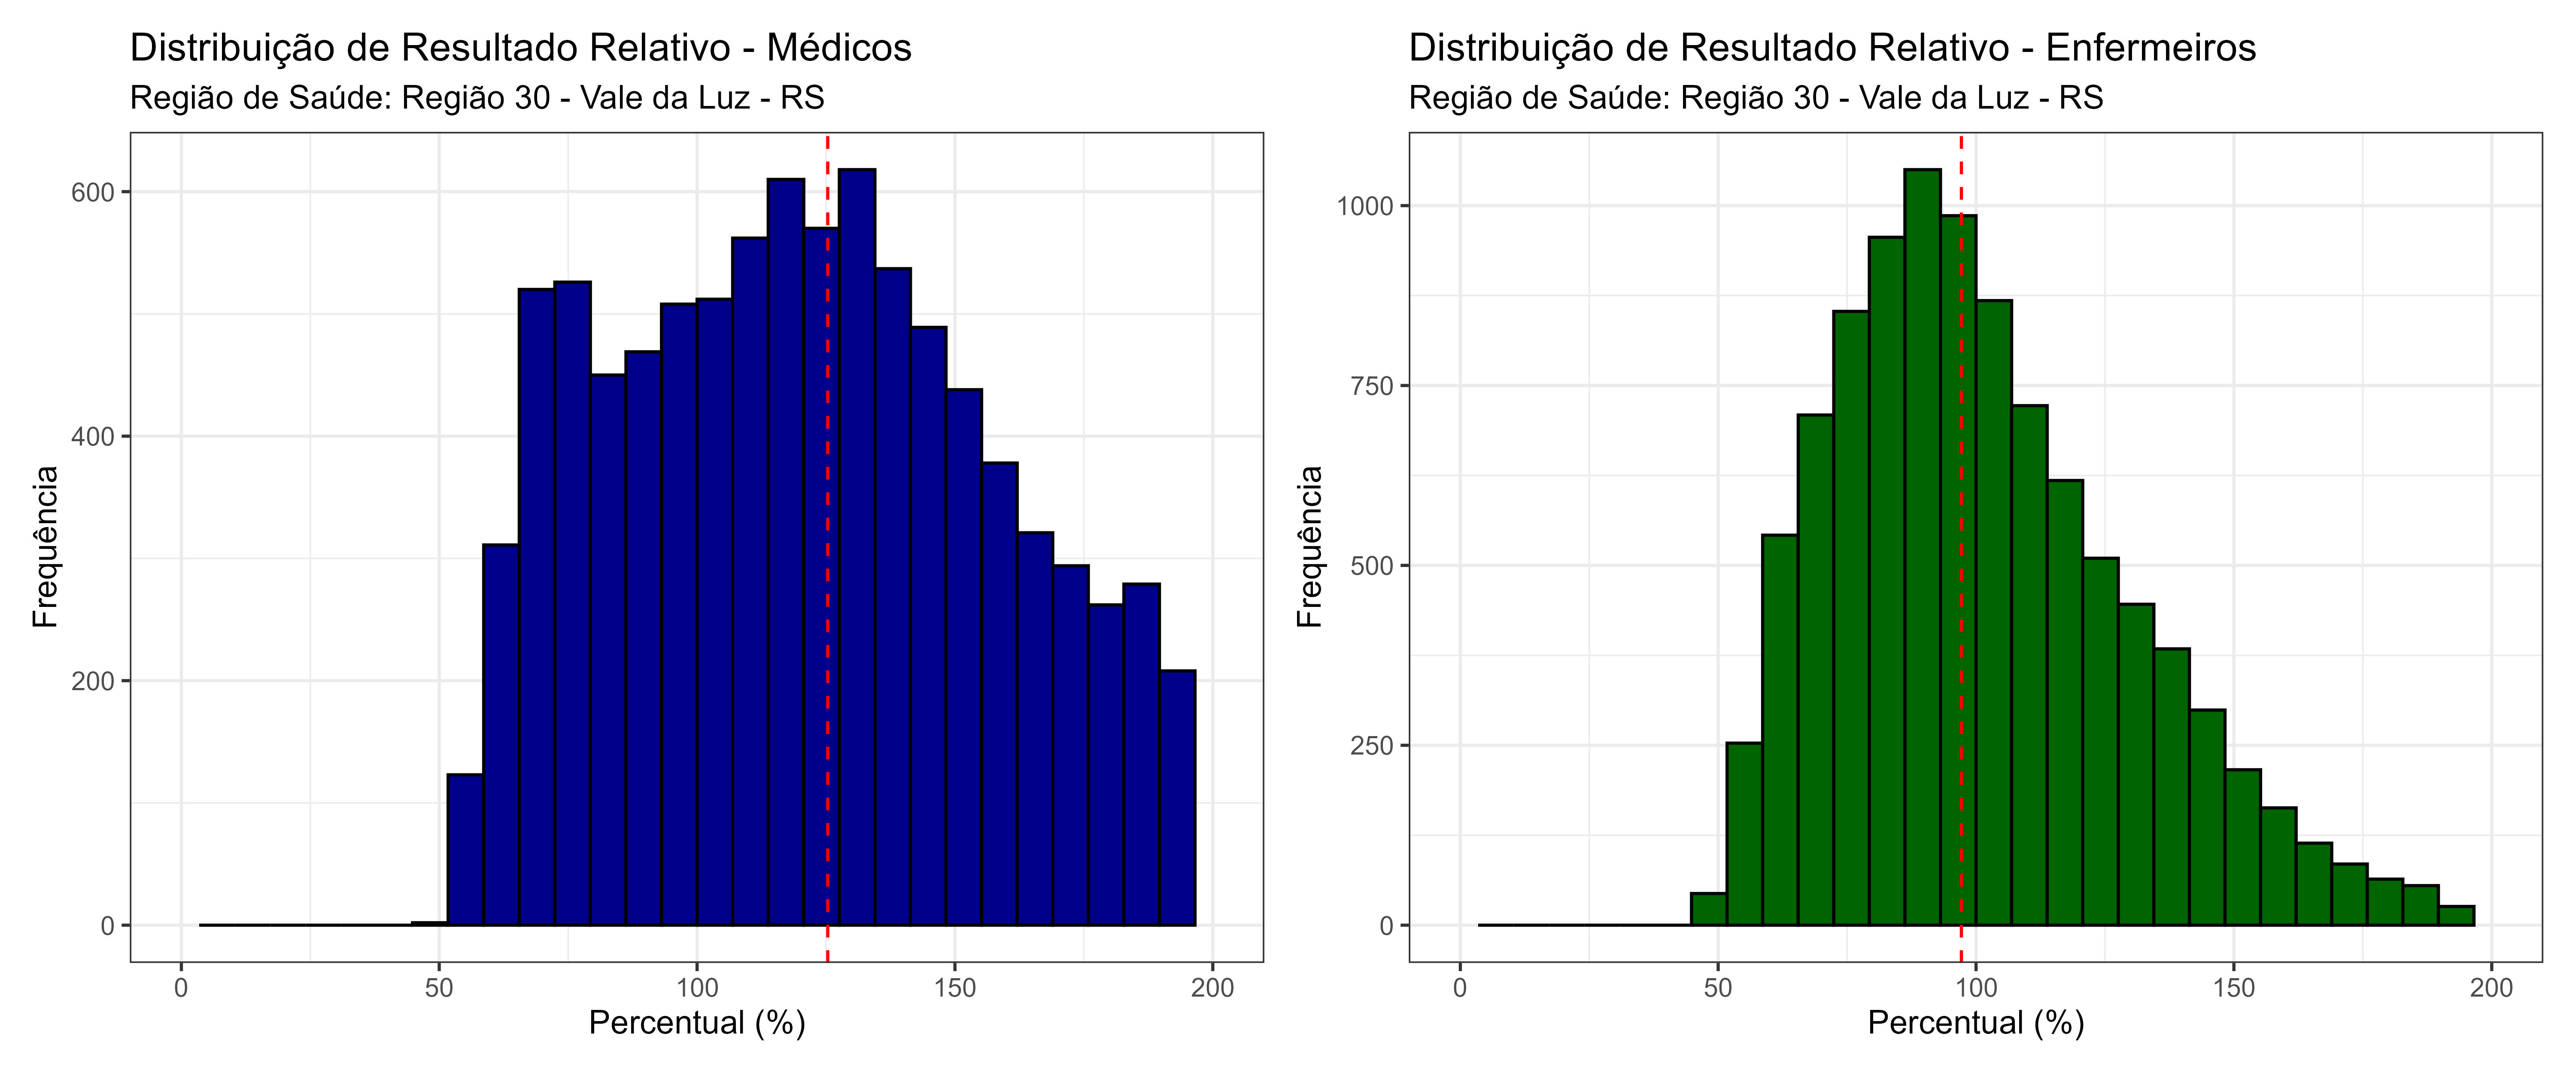 Distribuição de Resultado Relativo - Médicos
Região de Saúde: Região 30 - Vale da Luz - RS
600
400
200
0
Frequência
0 50 100 150 200
Percentual (%)
Distribuição de Resultado Relativo - Enfermeiros
Região de Saúde: Região 30 - Vale da Luz - RS
1000
750
500
250
0
Frequência
0 50 100 150 200
Percentual (%)